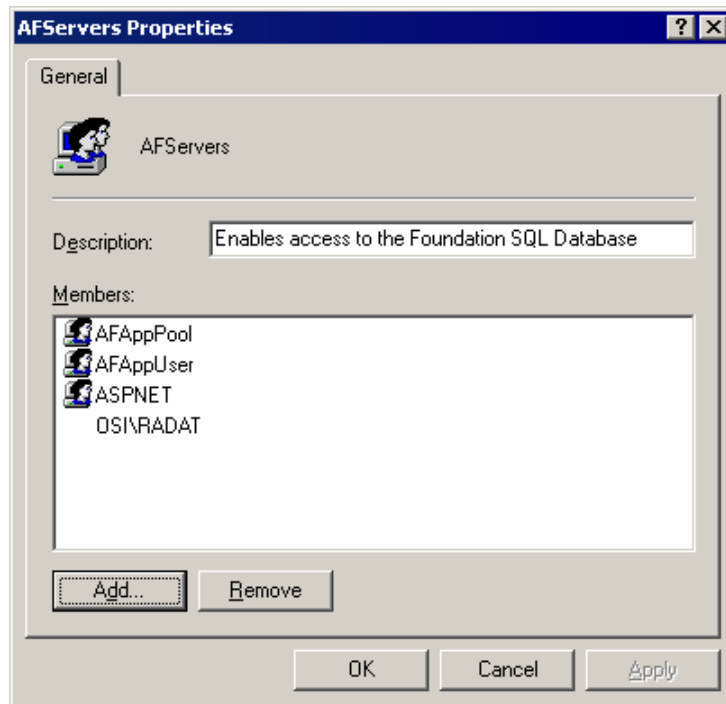 AFServers Properties
General
AFServers
Description: Enables access to the Foundation SQL Database
Members:
AFAppPool
AFAppUser
ASPNET
OSI\RADAT
Add... Remove
OK Cancel Apply